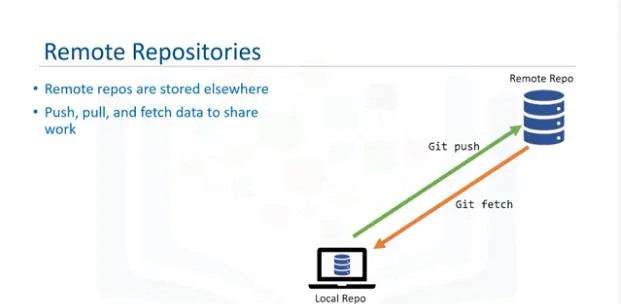 Remote Repositories
• Remote repos are stored elsewhere
• Push, pull, and fetch data to share
work
Remote Repo
Git push
Git fetch
Local Repo